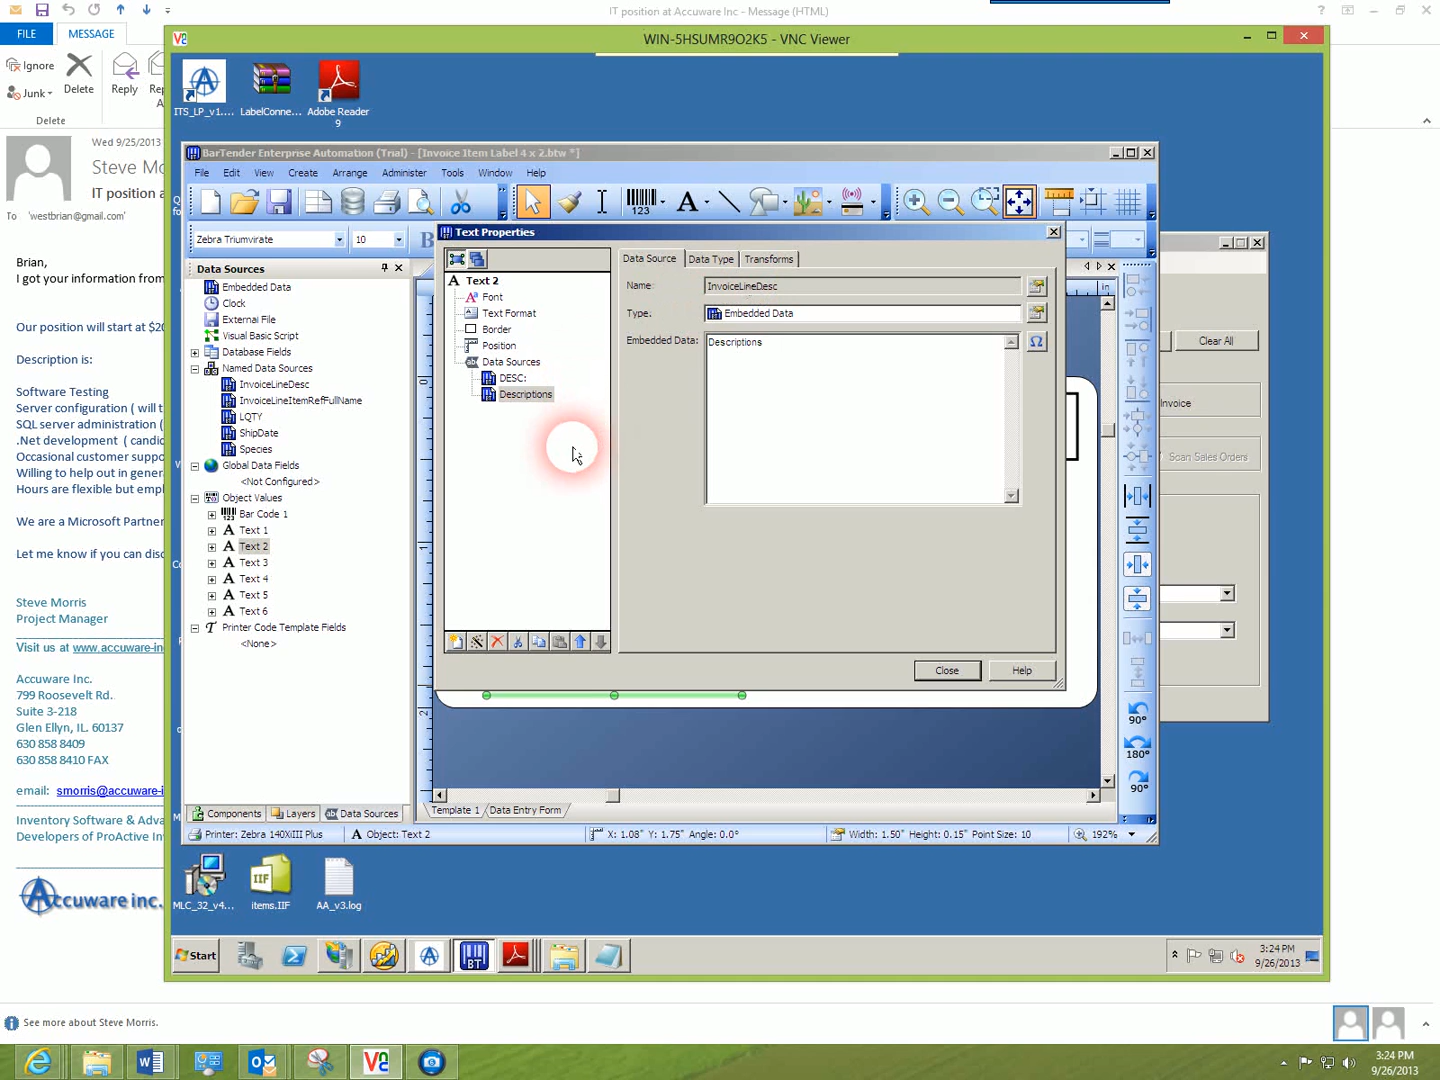 IT position at Accuware Inc - Message (HTML)
FILE
MESSAGE
Ignore
Junk
Delete
Reply
Delete
Wed 9/25/2013
Steve Mo
IT position a
To 'westbrian@gmail.com'
Brian,
I got your information from
Our position will start at $20
Description is:
Software Testing
Server configuration ( will t
SQL server administration (
.Net development ( candic
Occasional customer suppo
Willing to help out in gener
Hours are flexible but empl
We are a Microsoft Partner
Let me know if you can disc
Steve Morris
Project Manager
Visit us at www.accuware-in
Accuware Inc.
799 Roosevelt Rd.
Suite 3-218
Glen Ellyn, IL. 60137
630 858 8409
630 858 8410 FAX
email: smorris@accuware-i
Inventory Software & Adva
Developers of ProActive In
Accuware inc.
See more about Steve Morris.
WIN-5HSUMR9O2K5 - VNC Viewer
ITS_LP_v1....
LabelConne...
Adobe Reader 9
BarTender Enterprise Automation (Trial) - [Invoice Item Label 4 x 2.btw *]
File Edit View Create Arrange Administer Tools Window Help
Zebra Triumvirate
10
B
Data Sources
Embedded Data
Clock
External File
Visual Basic Script
Database Fields
Named Data Sources
InvoiceLineDesc
InvoiceLineItemRefFullName
LQTY
ShipDate
Species
Global Data Fields
<Not Configured>
Object Values
Bar Code 1
Text 1
Text 2
Text 3
Text 4
Text 5
Text 6
Printer Code Template Fields
<None>
Components
Layers
Data Sources
Text Properties
Text 2
Font
Text Format
Border
Position
Data Sources
DESC:
Descriptions
Data Source
Data Type
Transforms
Name: InvoiceLineDesc
Type: Embedded Data
Embedded Data: Descriptions
Close
Help
in
Clear All
Invoice
Scan Sales Orders
90°
180°
90°
Template 1
Data Entry Form
Printer: Zebra 140XiIII Plus
Object: Text 2
X: 1.08" Y: 1.75" Angle: 0.0°
Width: 1.50" Height: 0.15" Point Size: 10
192%
MLC_32_v4...
items.IIF
AA_v3.log
Start
3:24 PM
9/26/2013
3:24 PM
9/26/2013